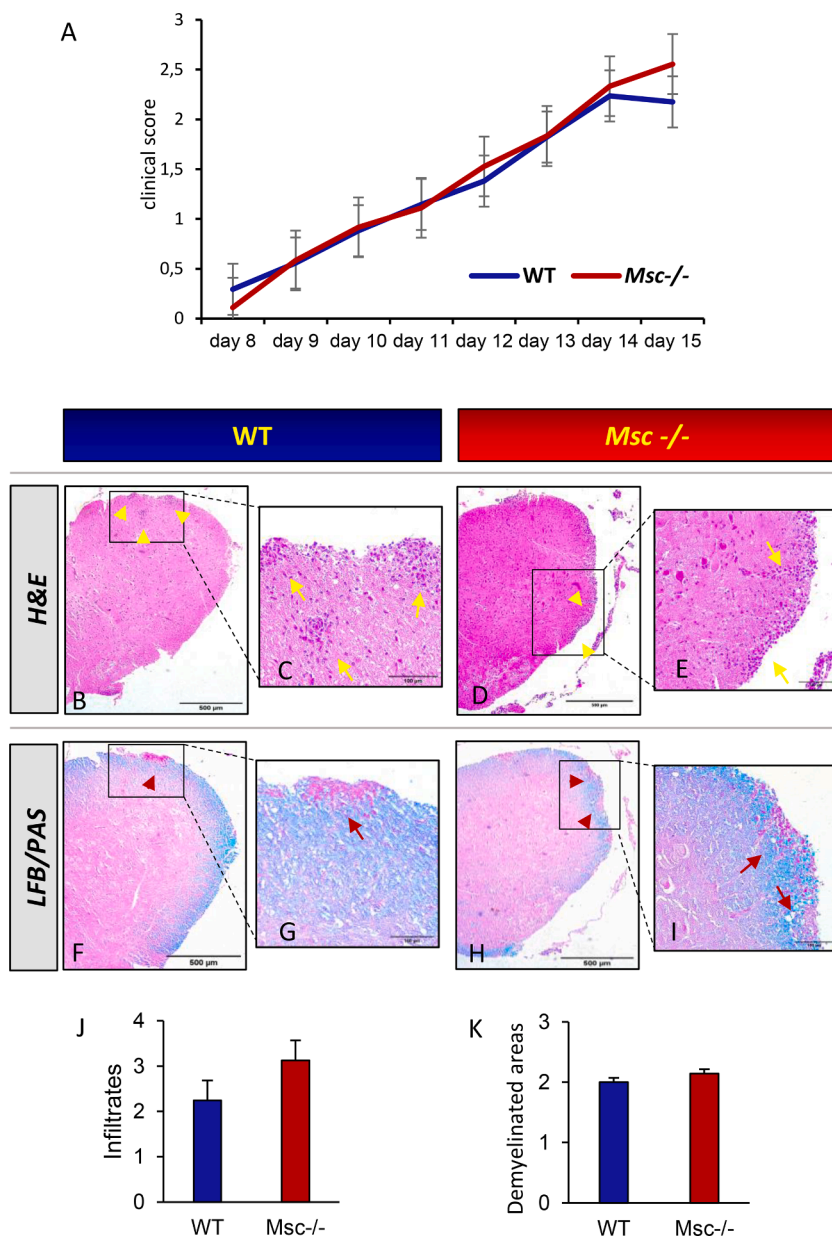 A
3
2,5
2
1,5
1
0,5
0
clinical score
WT
Msc-/-
day 8 day 9 day 10 day 11 day 12 day 13 day 14 day 15
WT
Msc -/-
H&E
B
500 µm
C
100 µm
D
E
LFB/PAS
F
500 µm
G
H
500 µm
I
J
4
3
2
1
0
Infiltrates
WT
Msc-/-
K
3
2
1
0
Demyelinated areas
WT
Msc-/-